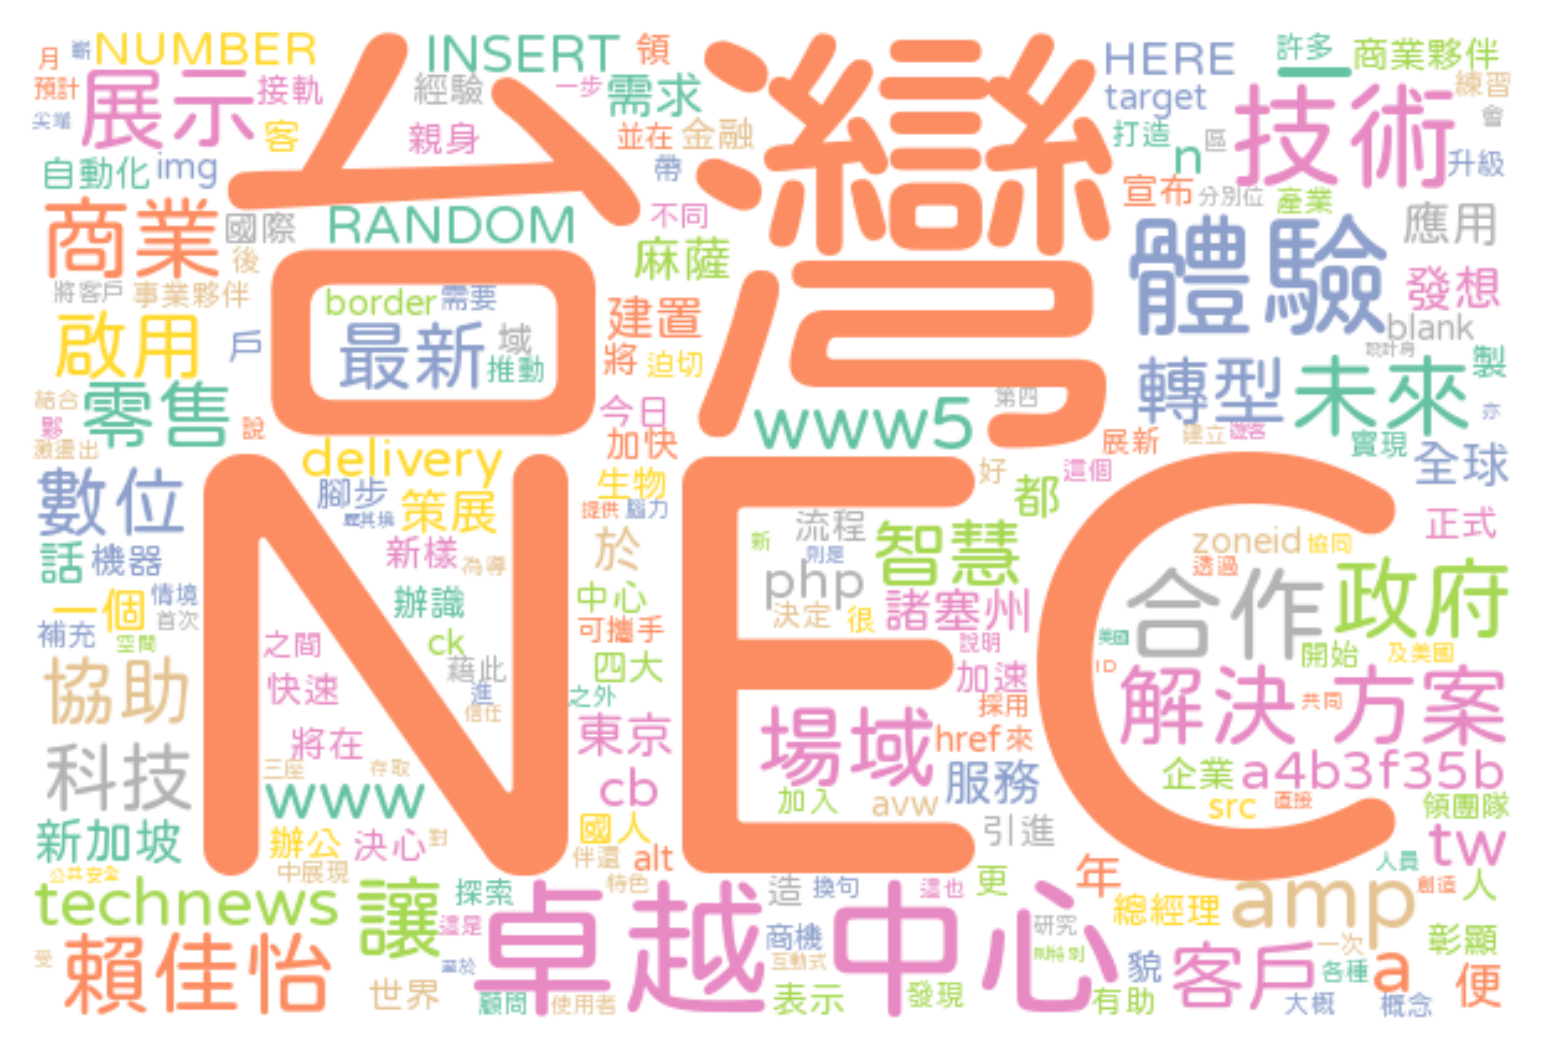 月 嶄 NUMBER INSERT 領 HERE 許多 商業夥伴
預計 展示 接軌 經驗 一步 需求 target 一 練習
尖端 客 親身 並在 金融 打造 n 區 技術 會
自動化 img 帶 宣布 分別位 產業 升級
台灣
商業 國際 RANDOM 不同 體驗 應用
後 麻薩 發想
將客戶 事業夥伴 border 需要 建置 blank
啟用 戶 最新 域 推動 將 迫切 轉型 未來 製
結合 零售 今日 www5 第四 亦
夥 說 加快 展新 建立 遊客 實現 全球
激盪出 delivery 生物 好 這個
數位 腳步 策展 提供 腦力 都 正式
話 機器 新樣 為導 於 新 流程 則是 智慧 zoneid 協同
NEC
一個 情境 首次 辦識 中心 php 透過 合作 政府
補充 空間 之間 ck 可攜手 決定 很 諸塞州 美國 開始 及美國
協助 快速 藉此 進 信任 四大 之外 說明 加速 ID 解決方案 共同
科技 將在 東京 場域 採用 href 來
三座 存取 www cb 加入 avw 服務 企業 a4b3f35b
新加坡 辦公 決心 對 國人 引進 src 直接 領團隊
公共安全 中展現 伴還 alt 人員 tw
technews 讓 探索 特色 造 換句 這也 更 年 amp 創造 人
這是 卓越中心 商機 研究 總經理 彰顯
受 賴佳怡 至於 互動式 貌 客戶 一次 各種 a 便
世界 顧問 使用者 表示 發現 有助 大概 概念